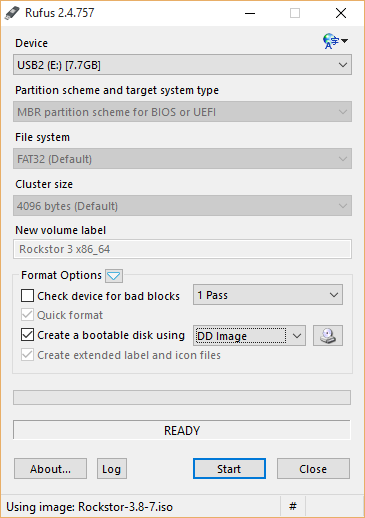 Rufus 2.4.757
Device
USB2 (E:) [7.7GB]
Partition scheme and target system type
MBR partition scheme for BIOS or UEFI
File system
FAT32 (Default)
Cluster size
4096 bytes (Default)
New volume label
Rockstor 3 x86_64
Format Options
Check device for bad blocks 1 Pass
Quick format
Create a bootable disk using DD Image
Create extended label and icon files
READY
About... Log Start Close
Using image: Rockstor-3.8-7.iso #